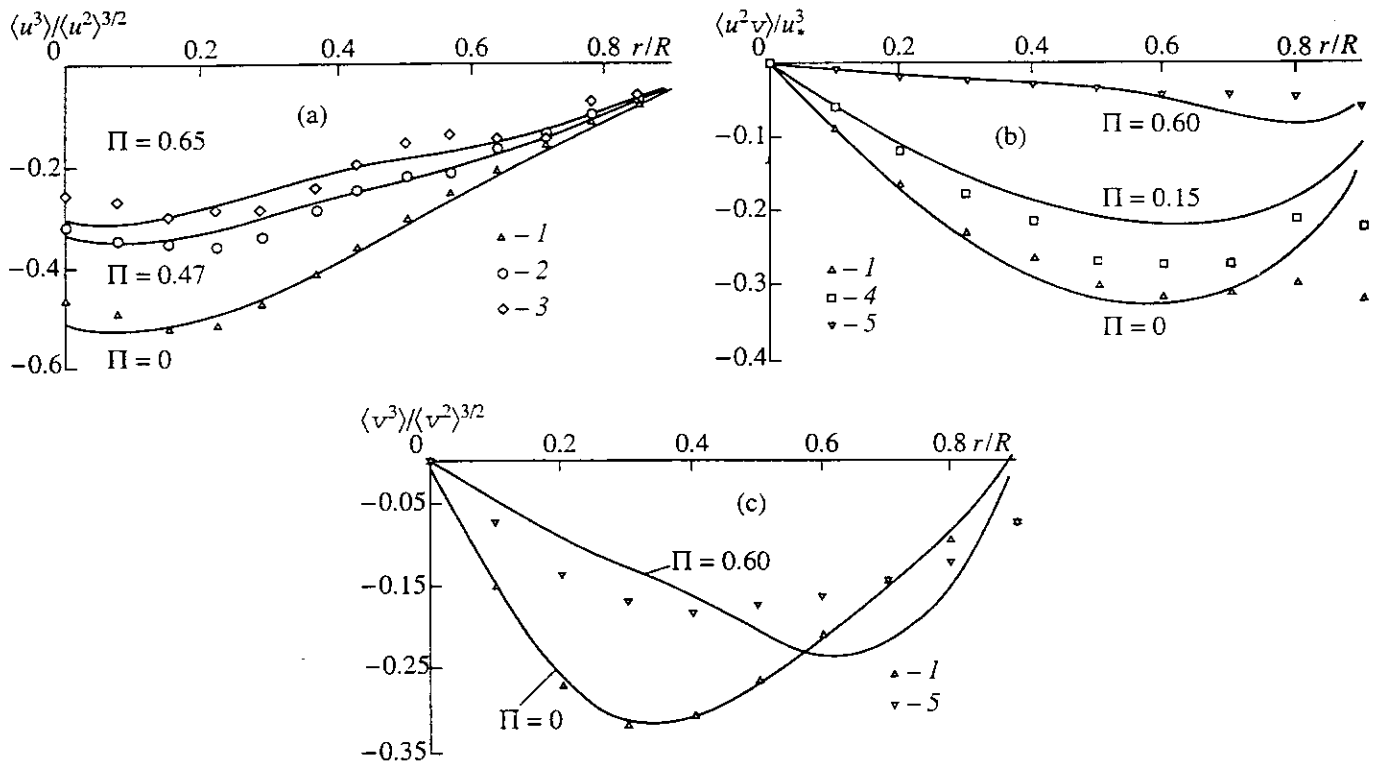 ⟨u³⟩/⟨u²⟩^3/2
0 0.2 0.4 0.6 0.8 r/R
(a)
Π = 0.65
−0.2
−0.4
Π = 0.47
Π = 0
−0.6
− 1
− 2
− 3
⟨u²v⟩/u*³
0 0.2 0.4 0.6 0.8 r/R
(b)
−0.1
Π = 0.60
Π = 0.15
−0.2
−0.3
Π = 0
−0.4
− 1
− 4
− 5
⟨v³⟩/⟨v²⟩^3/2
0 0.2 0.4 0.6 0.8 r/R
(c)
−0.05
Π = 0.60
−0.15
−0.25
Π = 0
−0.35
− 1
− 5